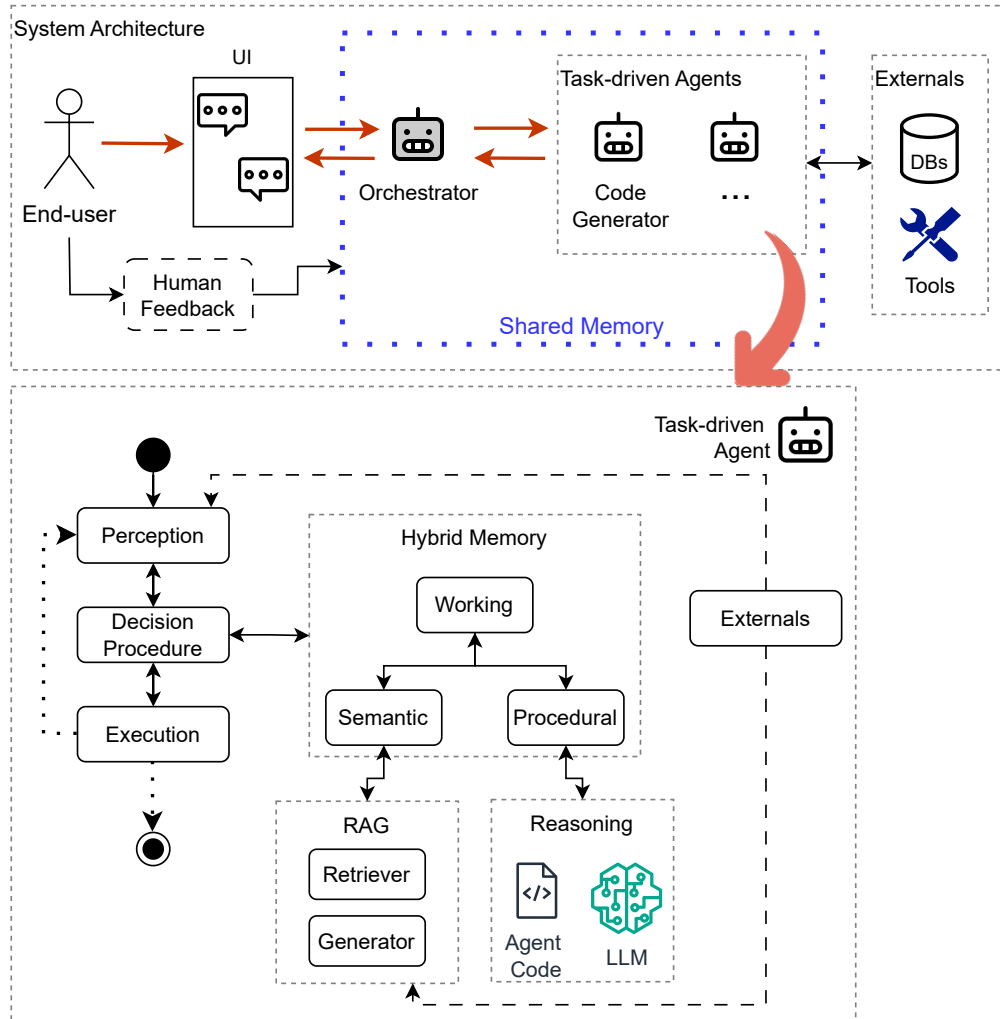 System Architecture
UI
Task-driven Agents
Externals
DBs
End-user
Orchestrator
Code
Generator
...
Human
Feedback
Tools
Shared Memory
Task-driven
Agent
Perception
Hybrid Memory
Working
Decision
Procedure
Externals
Semantic
Procedural
Execution
RAG
Reasoning
Retriever
</>
Generator
Agent
Code
LLM